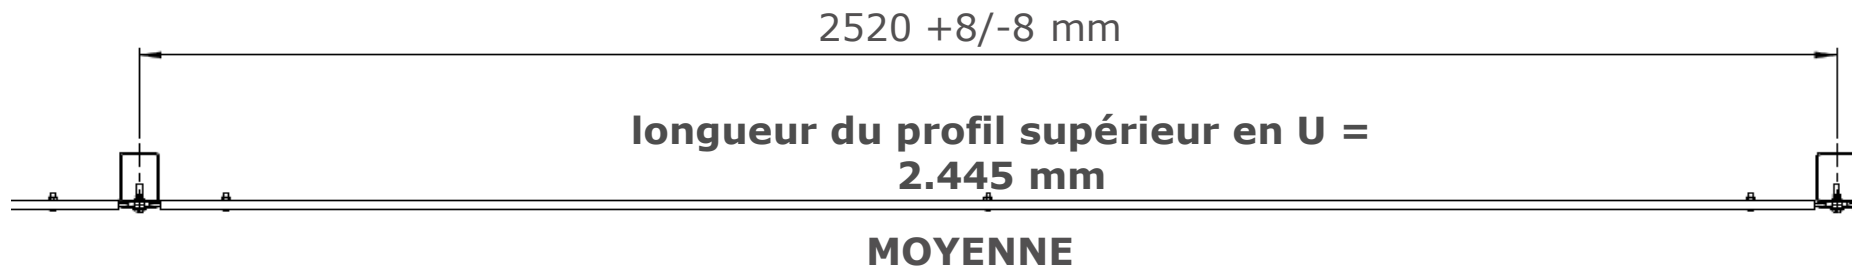 2520 +8/-8 mm
longueur du profil supérieur en U =
2.445 mm
MOYENNE